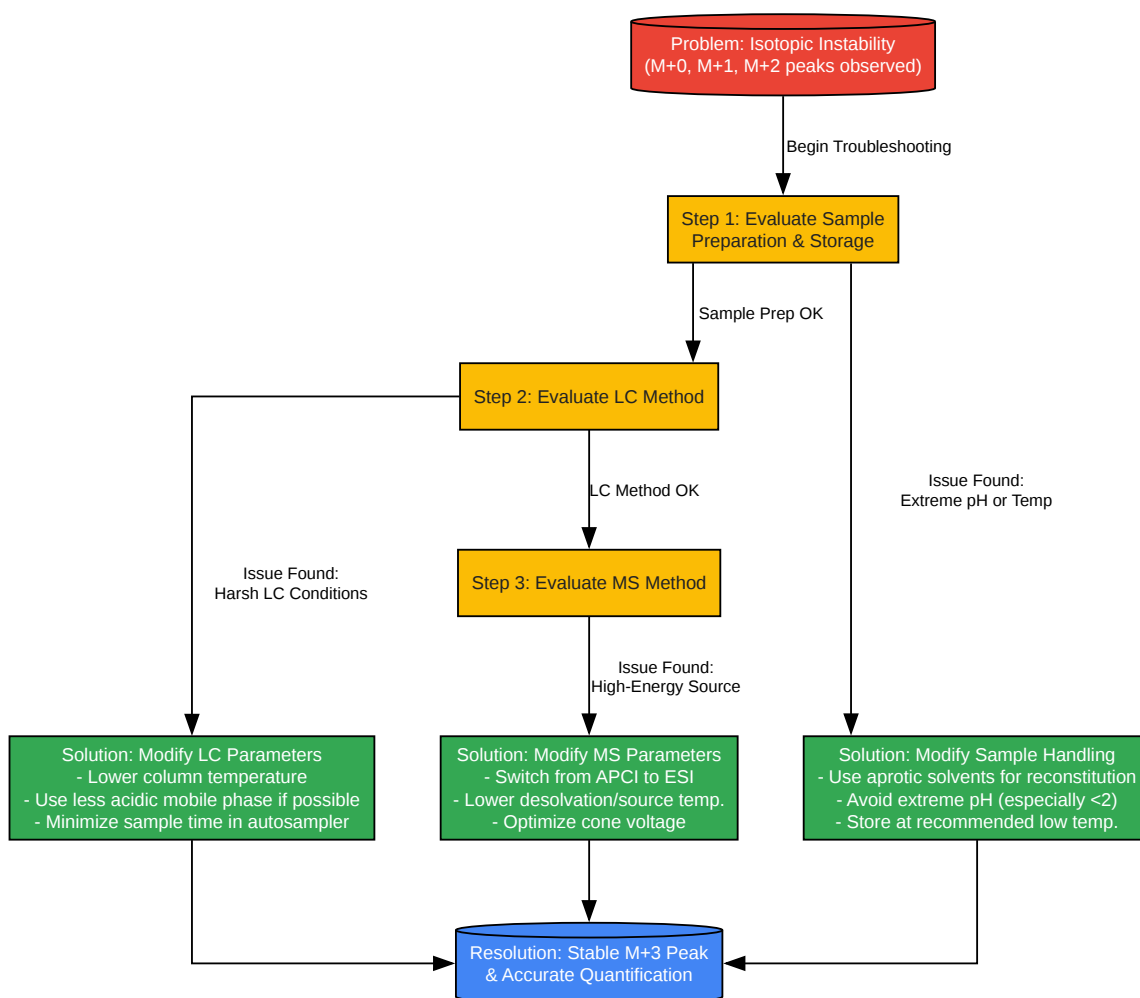 Problem: Isotopic Instability
(M+0, M+1, M+2 peaks observed)
Begin Troubleshooting
Step 1: Evaluate Sample
Preparation & Storage
Sample Prep OK
Step 2: Evaluate LC Method
LC Method OK
Issue Found:
Extreme pH or Temp
Step 3: Evaluate MS Method
Issue Found:
Harsh LC Conditions
Issue Found:
High-Energy Source
Solution: Modify LC Parameters
- Lower column temperature
- Use less acidic mobile phase if possible
- Minimize sample time in autosampler
Solution: Modify MS Parameters
- Switch from APCI to ESI
- Lower desolvation/source temp.
- Optimize cone voltage
Solution: Modify Sample Handling
- Use aprotic solvents for reconstitution
- Avoid extreme pH (especially <2)
- Store at recommended low temp.
Resolution: Stable M+3 Peak
& Accurate Quantification